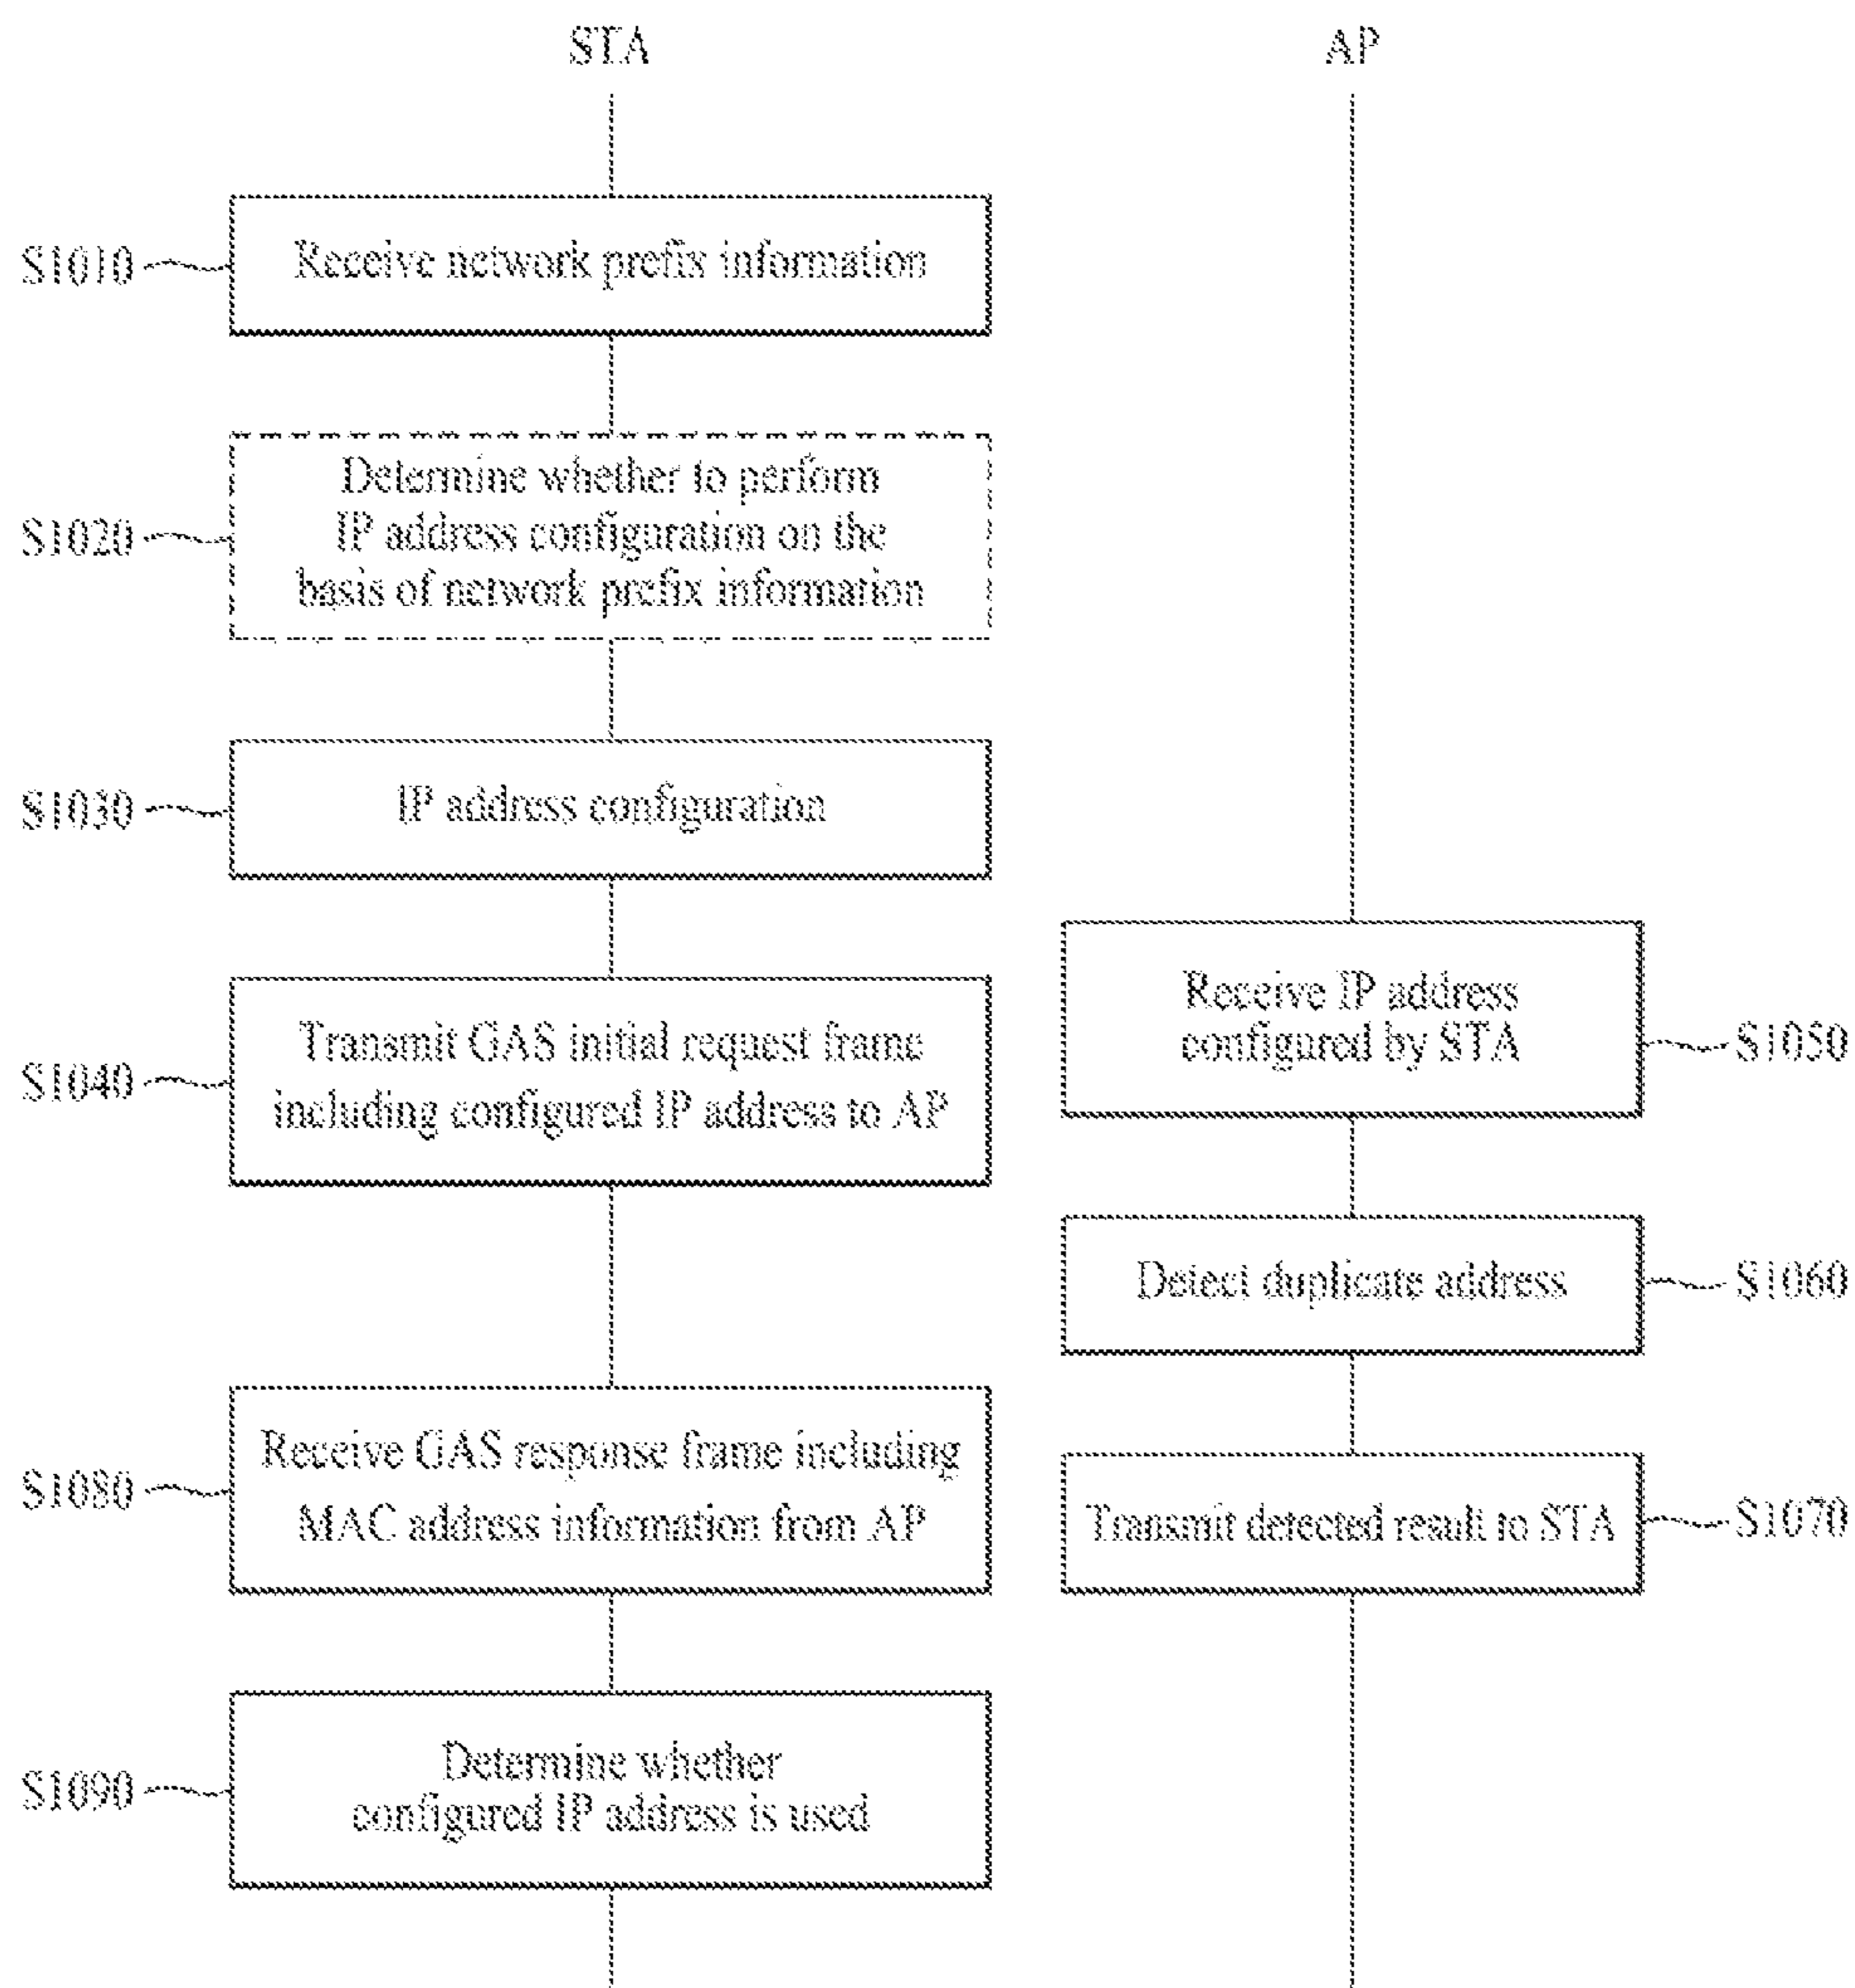 STA
AP
S1010
Receive network prefix information
S1020
Determine whether to perform
IP address configuration on the
basis of network prefix information
S1030
IP address configuration
S1040
Transmit GAS initial request frame
including configured IP address to AP
Receive IP address
configured by STA
S1050
Detect duplicate address
S1060
S1080
Receive GAS response frame including
MAC address information from AP
Transmit detected result to STA
S1070
S1090
Determine whether
configured IP address is used